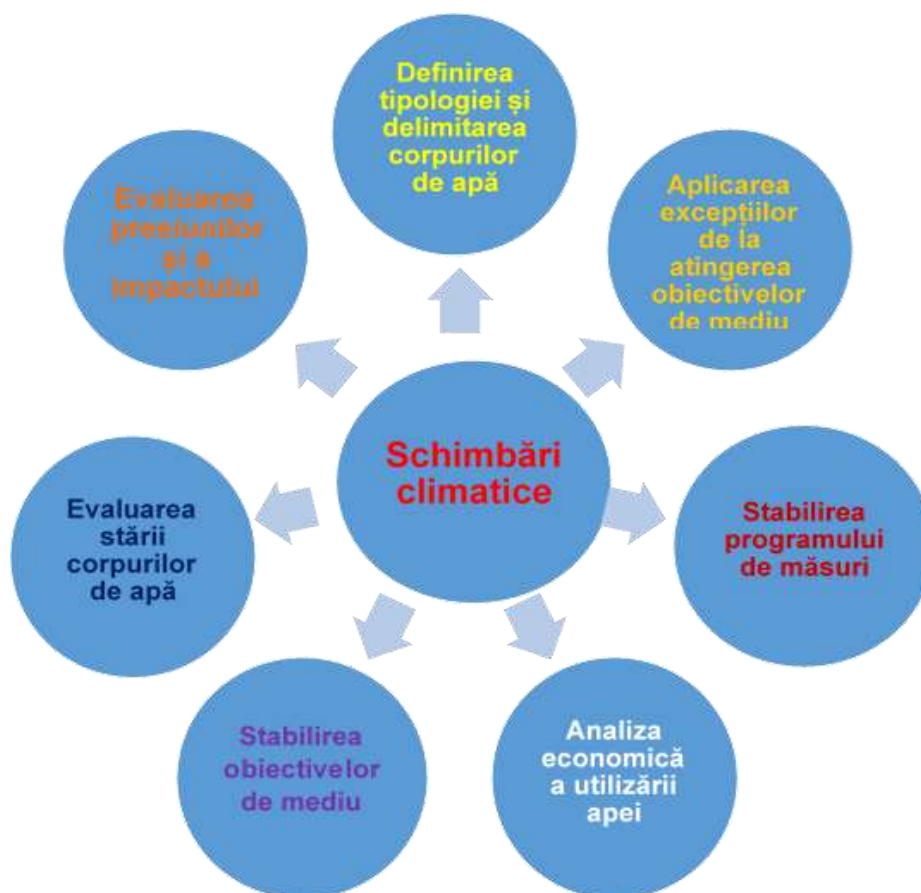 Definirea
tipologiei și
delimitarea
corpurilor
de apă
Evaluarea
presiunilor
și a
impactului
Aplicarea
excepțiilor
de la
atingerea
obiectivelor
de mediu
Schimbări
climatice
Evaluarea
stării
corpurilor
de apă
Stabilirea
programului
de măsuri
Stabilirea
obiectivelor
de mediu
Analiza
economică
a utilizării
apei